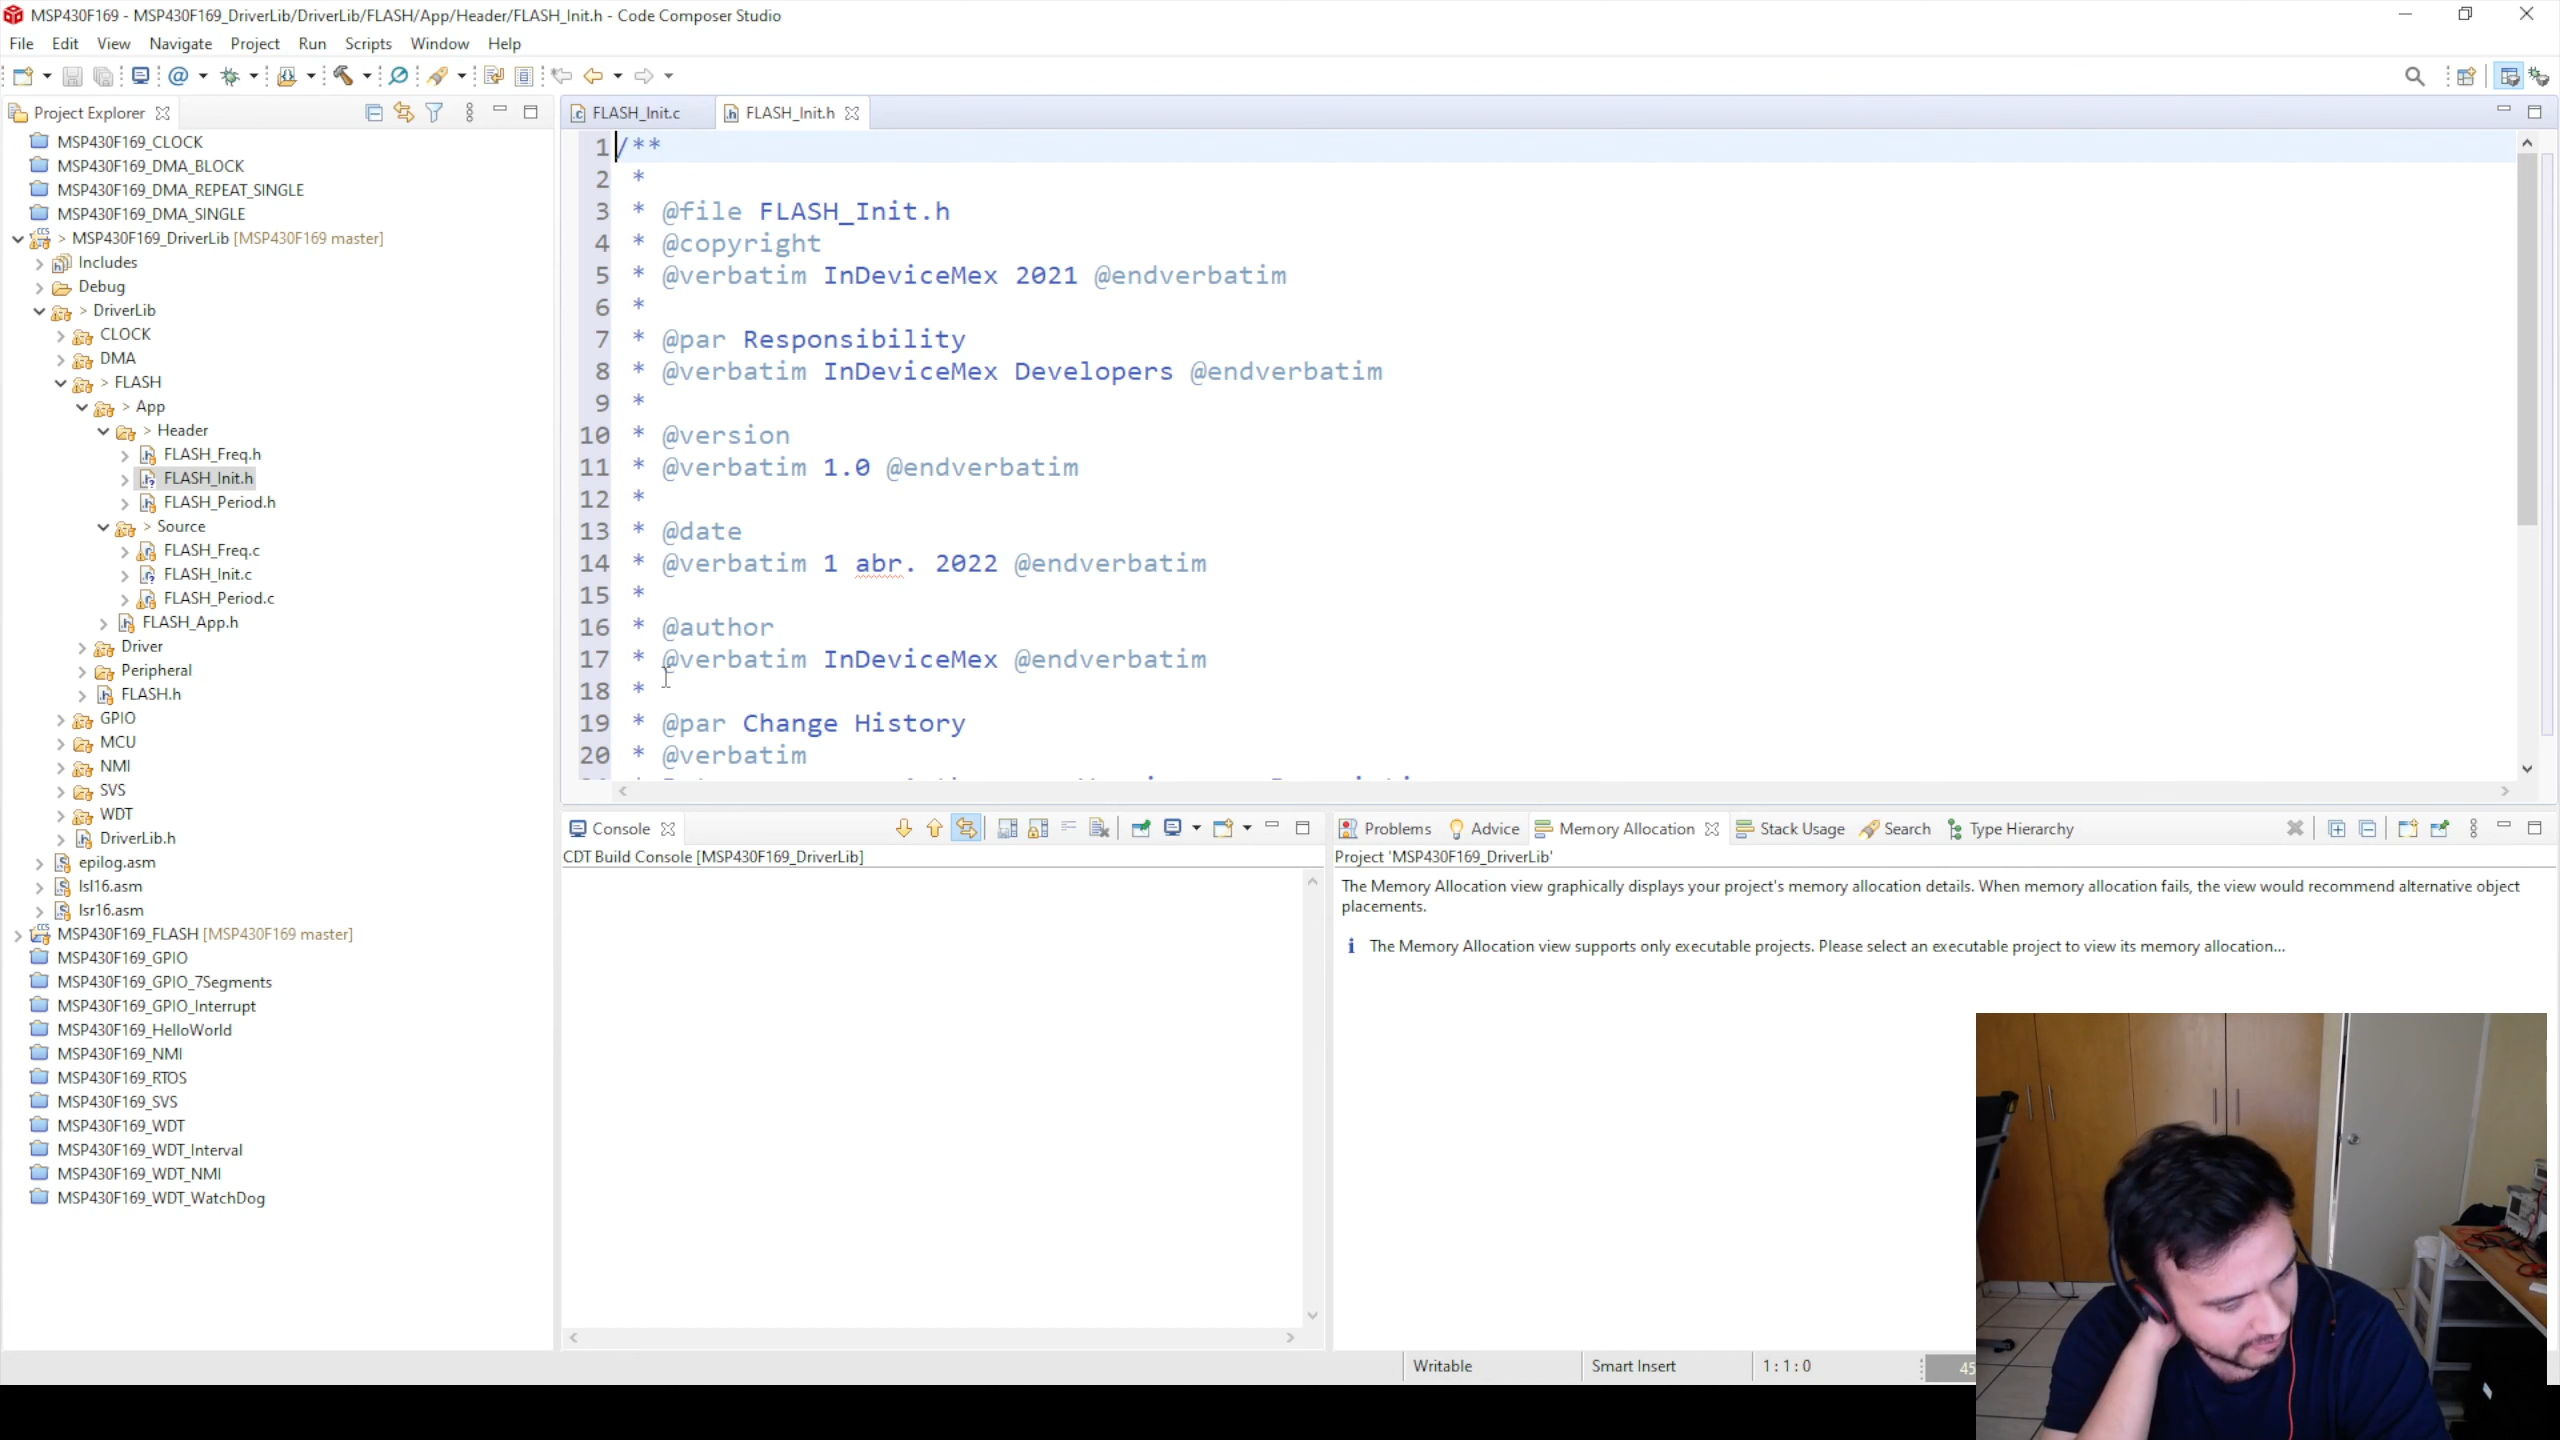 MSP430F169 - MSP430F169_DriverLib/DriverLib/FLASH/App/Header/FLASH_Init.h - Code Composer Studio
File Edit View Navigate Project Run Scripts Window Help
Project Explorer
MSP430F169_CLOCK
MSP430F169_DMA_BLOCK
MSP430F169_DMA_REPEAT_SINGLE
MSP430F169_DMA_SINGLE
> MSP430F169_DriverLib [MSP430F169 master]
Includes
Debug
> DriverLib
CLOCK
DMA
> FLASH
> App
> Header
FLASH_Freq.h
FLASH_Init.h
FLASH_Period.h
> Source
FLASH_Freq.c
FLASH_Init.c
FLASH_Period.c
FLASH_App.h
Driver
Peripheral
FLASH.h
GPIO
MCU
NMI
SVS
WDT
DriverLib.h
epilog.asm
lsl16.asm
lsr16.asm
MSP430F169_FLASH [MSP430F169 master]
MSP430F169_GPIO
MSP430F169_GPIO_7Segments
MSP430F169_GPIO_Interrupt
MSP430F169_HelloWorld
MSP430F169_NMI
MSP430F169_RTOS
MSP430F169_SVS
MSP430F169_WDT
MSP430F169_WDT_Interval
MSP430F169_WDT_NMI
MSP430F169_WDT_WatchDog
FLASH_Init.c FLASH_Init.h
1 /**
2 *
3 * @file FLASH_Init.h
4 * @copyright
5 * @verbatim InDeviceMex 2021 @endverbatim
6 *
7 * @par Responsibility
8 * @verbatim InDeviceMex Developers @endverbatim
9 *
10 * @version
11 * @verbatim 1.0 @endverbatim
12 *
13 * @date
14 * @verbatim 1 abr. 2022 @endverbatim
15 *
16 * @author
17 * @verbatim InDeviceMex @endverbatim
18 *
19 * @par Change History
20 * @verbatim
Console
CDT Build Console [MSP430F169_DriverLib]
Problems Advice Memory Allocation Stack Usage Search Type Hierarchy
Project 'MSP430F169_DriverLib'
The Memory Allocation view graphically displays your project's memory allocation details. When memory allocation fails, the view would recommend alternative object
placements.
The Memory Allocation view supports only executable projects. Please select an executable project to view its memory allocation...
Writable Smart Insert 1 : 1 : 0 45